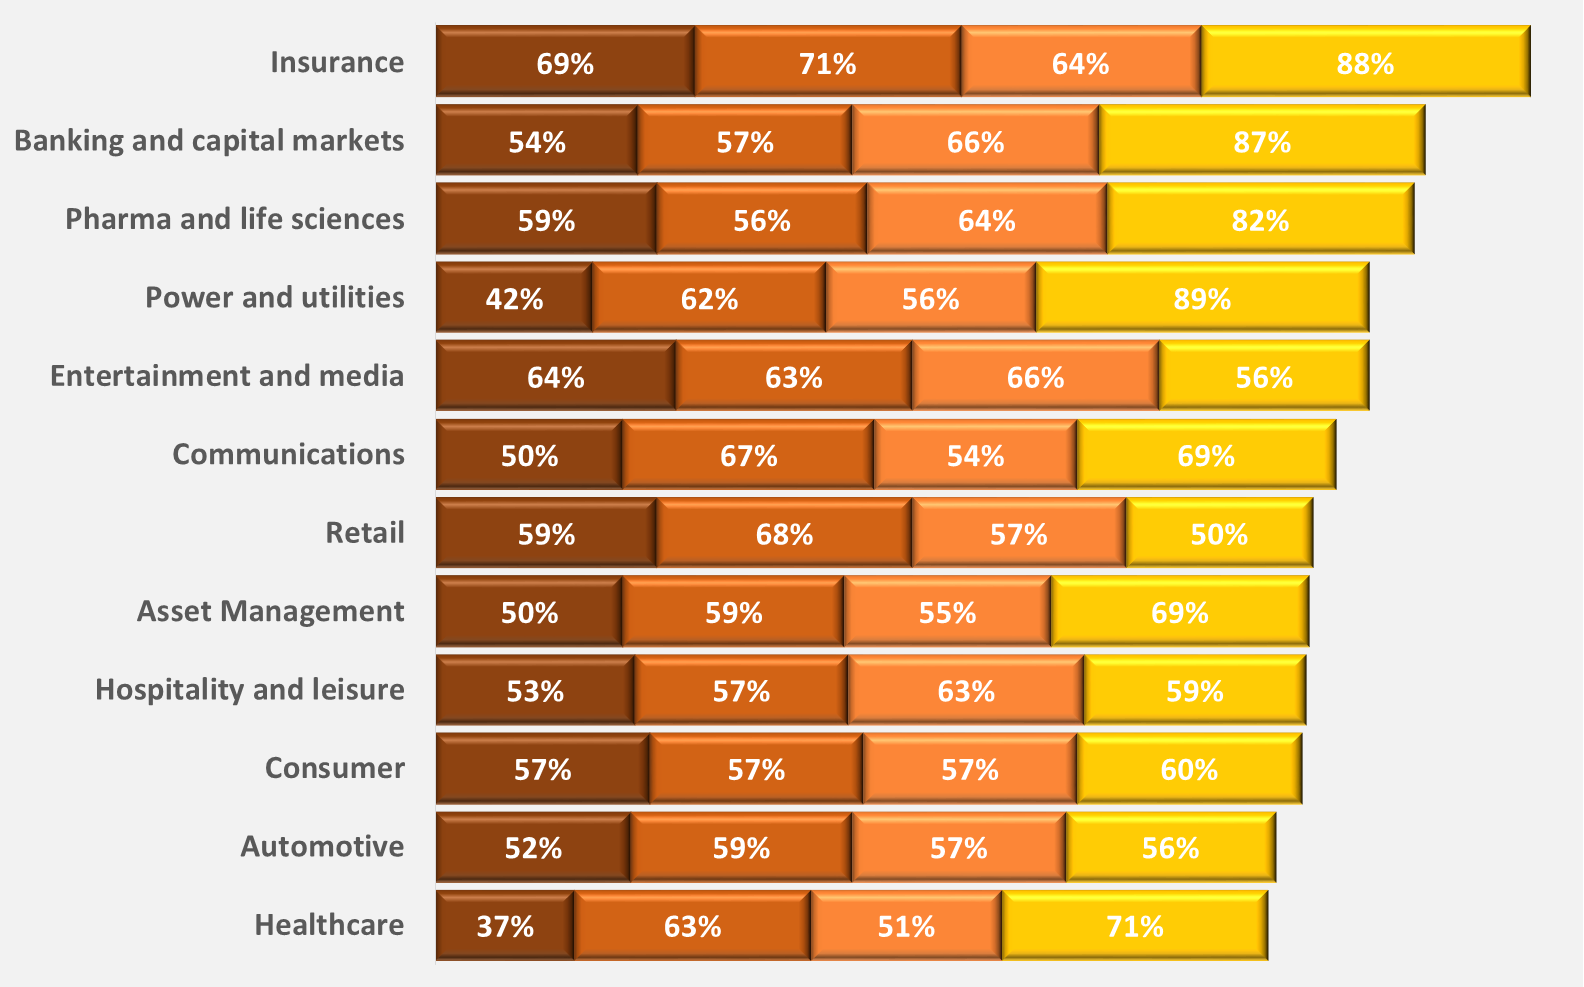 Insurance 69% 71% 64% 88%
Banking and capital markets 54% 57% 66% 87%
Pharma and life sciences 59% 56% 64% 82%
Power and utilities 42% 62% 56% 89%
Entertainment and media 64% 63% 66% 56%
Communications 50% 67% 54% 69%
Retail 59% 68% 57% 50%
Asset Management 50% 59% 55% 69%
Hospitality and leisure 53% 57% 63% 59%
Consumer 57% 57% 57% 60%
Automotive 52% 59% 57% 56%
Healthcare 37% 63% 51% 71%